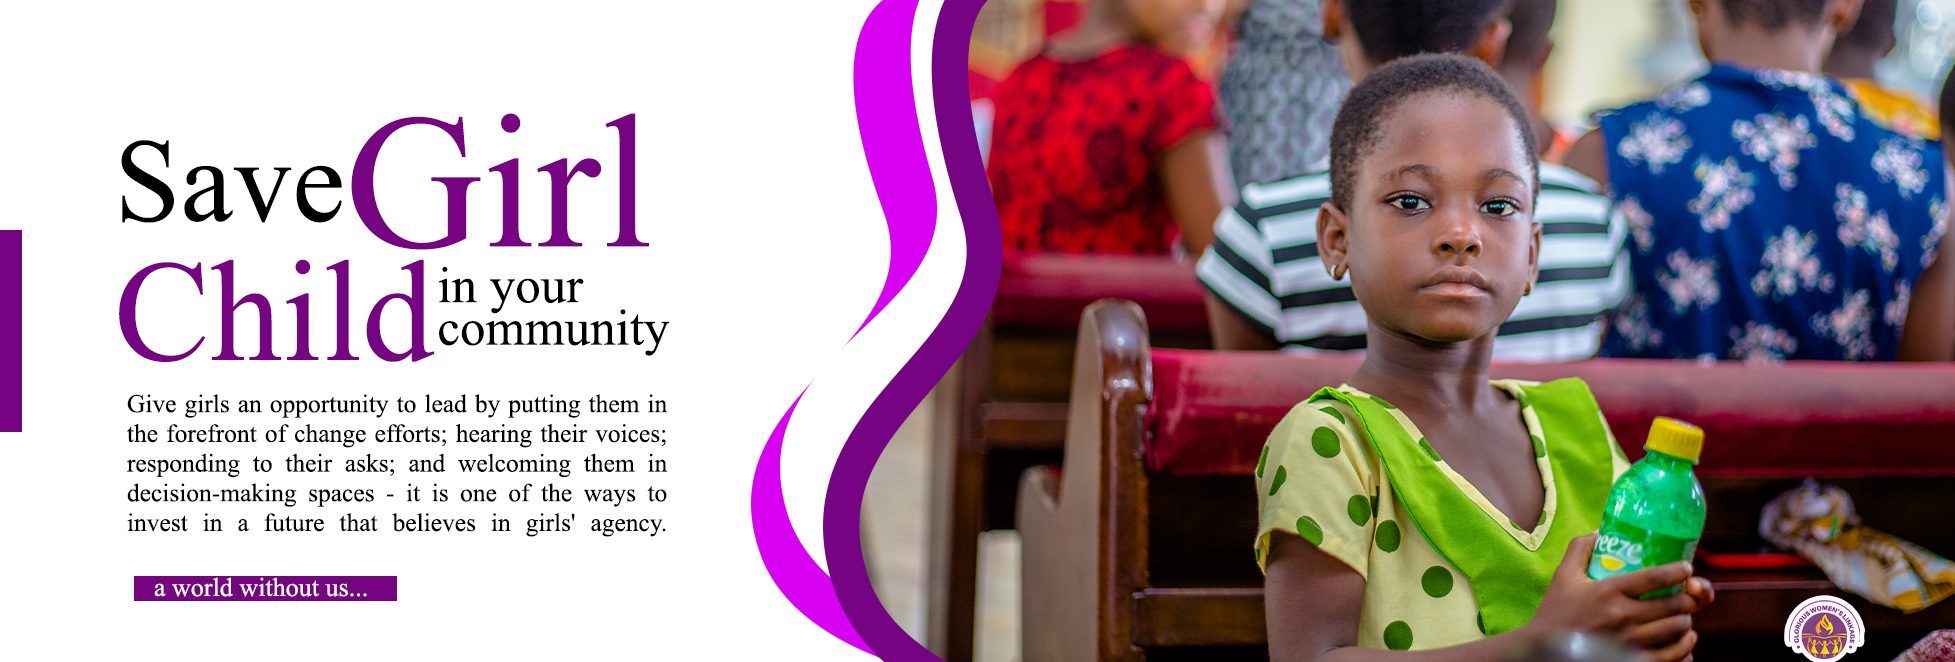 Save Girl
Child in your
community
Give girls an opportunity to lead by putting them in
the forefront of change efforts; hearing their voices;
responding to their asks; and welcoming them in
decision-making spaces - it is one of the ways to
invest in a future that believes in girls' agency.
a world without us...
reeze
GLORIOUS WOMEN'S LINKAGE